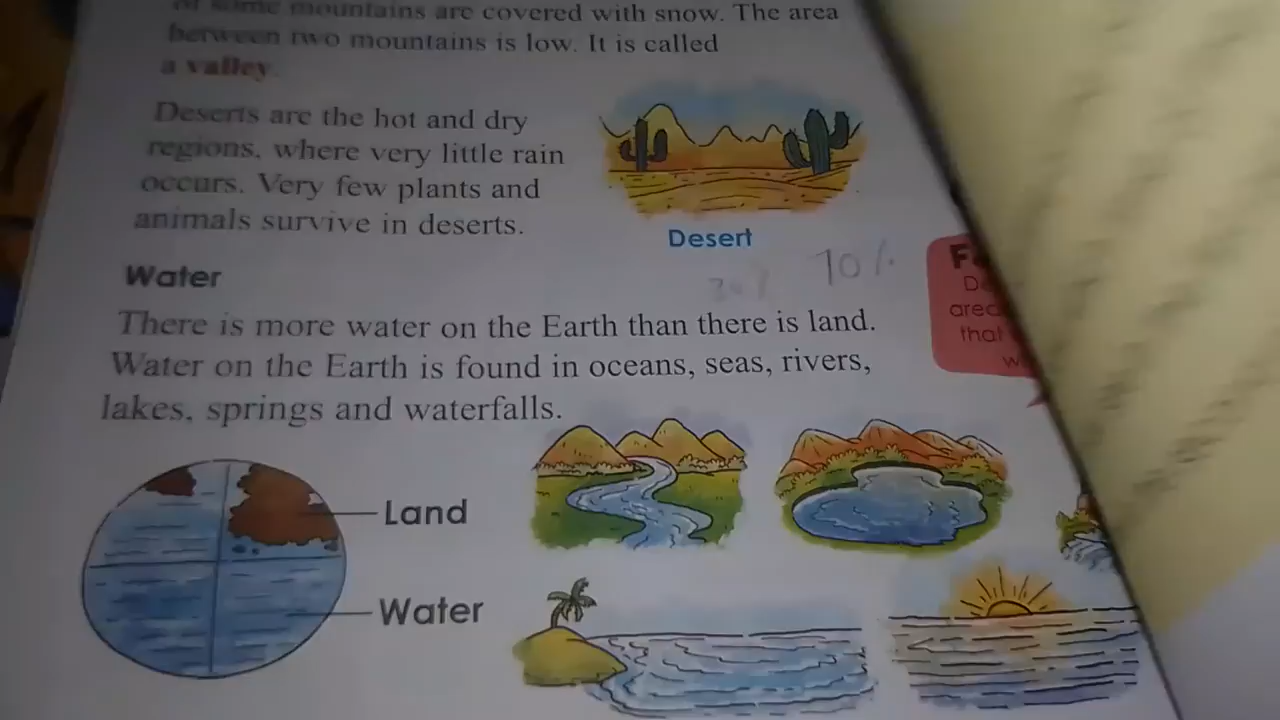 of some mountains are covered with snow. The area
between two mountains is low. It is called
a valley.
Deserts are the hot and dry
regions, where very little rain
occurs. Very few plants and
animals survive in deserts.
Desert
70%
Water
There is more water on the Earth than there is land.
Water on the Earth is found in oceans, seas, rivers,
lakes, springs and waterfalls.
that
Land
Water